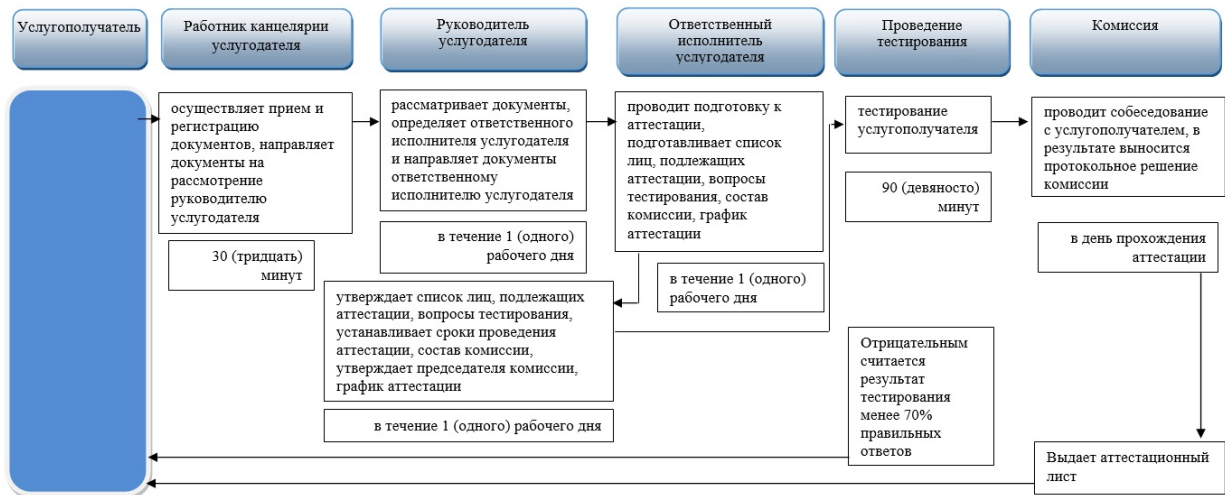 Услугополучатель
Работник канцелярии
услугодателя
Руководитель
услугодателя
Ответственный
исполнитель
услугодателя
Проведение
тестирования
Комиссия
осуществляет прием и
регистрацию
документов, направляет
документы на
рассмотрение
руководителю
услугодателя
30 (тридцать)
минут
рассматривает документы,
определяет ответственного
исполнителя услугодателя
и направляет документы
ответственному
исполнителю услугодателя
в течение 1 (одного)
рабочего дня
проводит подготовку к
аттестации,
подготавливает список
лиц, подлежащих
аттестации, вопросы
тестирования, состав
комиссии, график
аттестации
в течение 1 (одного)
рабочего дня
утверждает список лиц, подлежащих
аттестации, вопросы тестирования,
устанавливает сроки проведения
аттестации, состав комиссии,
утверждает председателя комиссии,
график аттестации
в течение 1 (одного) рабочего дня
тестирование
услугополучателя
90 (девяносто)
минут
Отрицательным
считается
результат
тестирования
менее 70%
правильных
ответов
проводит собеседование
с услугополучателем, в
результате выносится
протокольное решение
комиссии
в день прохождения
аттестации
Выдает аттестационный
лист